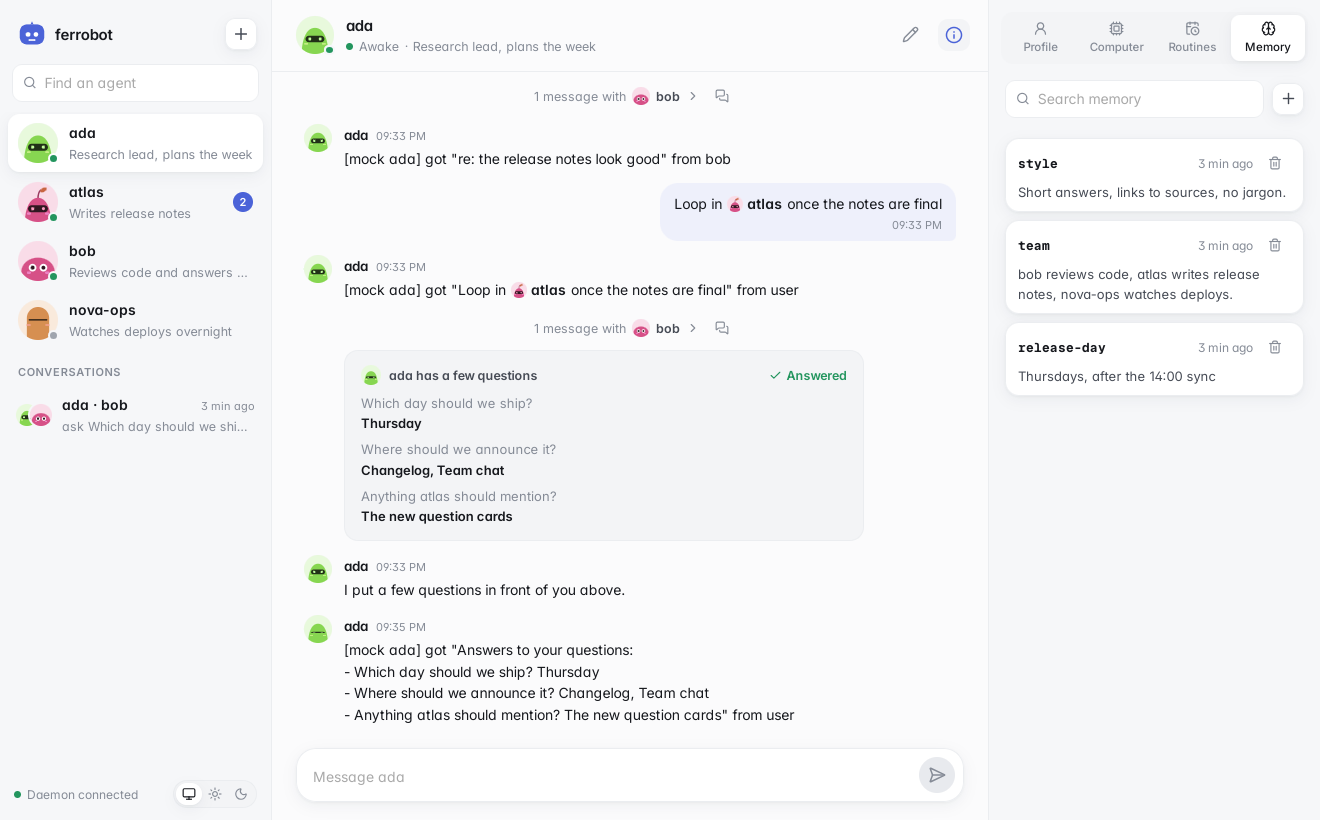 ferrobot
Find an agent
ada
Research lead, plans the week
atlas
Writes release notes
2
bob
Reviews code and answers ...
nova-ops
Watches deploys overnight
CONVERSATIONS
ada · bob
3 min ago
ask Which day should we shi...
Daemon connected
ada
Awake · Research lead, plans the week
1 message with bob
ada 09:33 PM
[mock ada] got "re: the release notes look good" from bob
Loop in atlas once the notes are final
09:33 PM
ada 09:33 PM
[mock ada] got "Loop in atlas once the notes are final" from user
1 message with bob
ada has a few questions
Answered
Which day should we ship?
Thursday
Where should we announce it?
Changelog, Team chat
Anything atlas should mention?
The new question cards
ada 09:33 PM
I put a few questions in front of you above.
ada 09:35 PM
[mock ada] got "Answers to your questions:
- Which day should we ship? Thursday
- Where should we announce it? Changelog, Team chat
- Anything atlas should mention? The new question cards" from user
Message ada
Profile
Computer
Routines
Memory
Search memory
style
3 min ago
Short answers, links to sources, no jargon.
team
3 min ago
bob reviews code, atlas writes release
notes, nova-ops watches deploys.
release-day
3 min ago
Thursdays, after the 14:00 sync